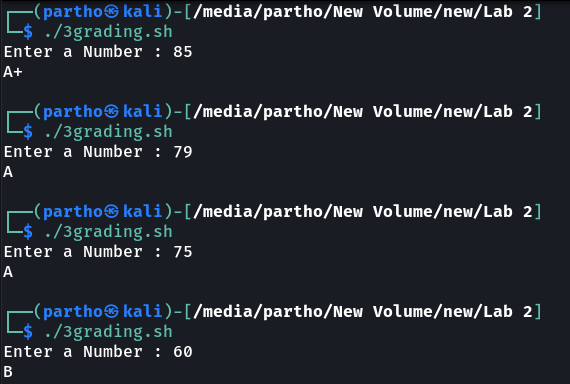 ┌──(partho㉿kali)-[/media/partho/New Volume/new/Lab 2]
└─$ ./3grading.sh
Enter a Number : 85
A+
┌──(partho㉿kali)-[/media/partho/New Volume/new/Lab 2]
└─$ ./3grading.sh
Enter a Number : 79
A
┌──(partho㉿kali)-[/media/partho/New Volume/new/Lab 2]
└─$ ./3grading.sh
Enter a Number : 75
A
┌──(partho㉿kali)-[/media/partho/New Volume/new/Lab 2]
└─$ ./3grading.sh
Enter a Number : 60
B